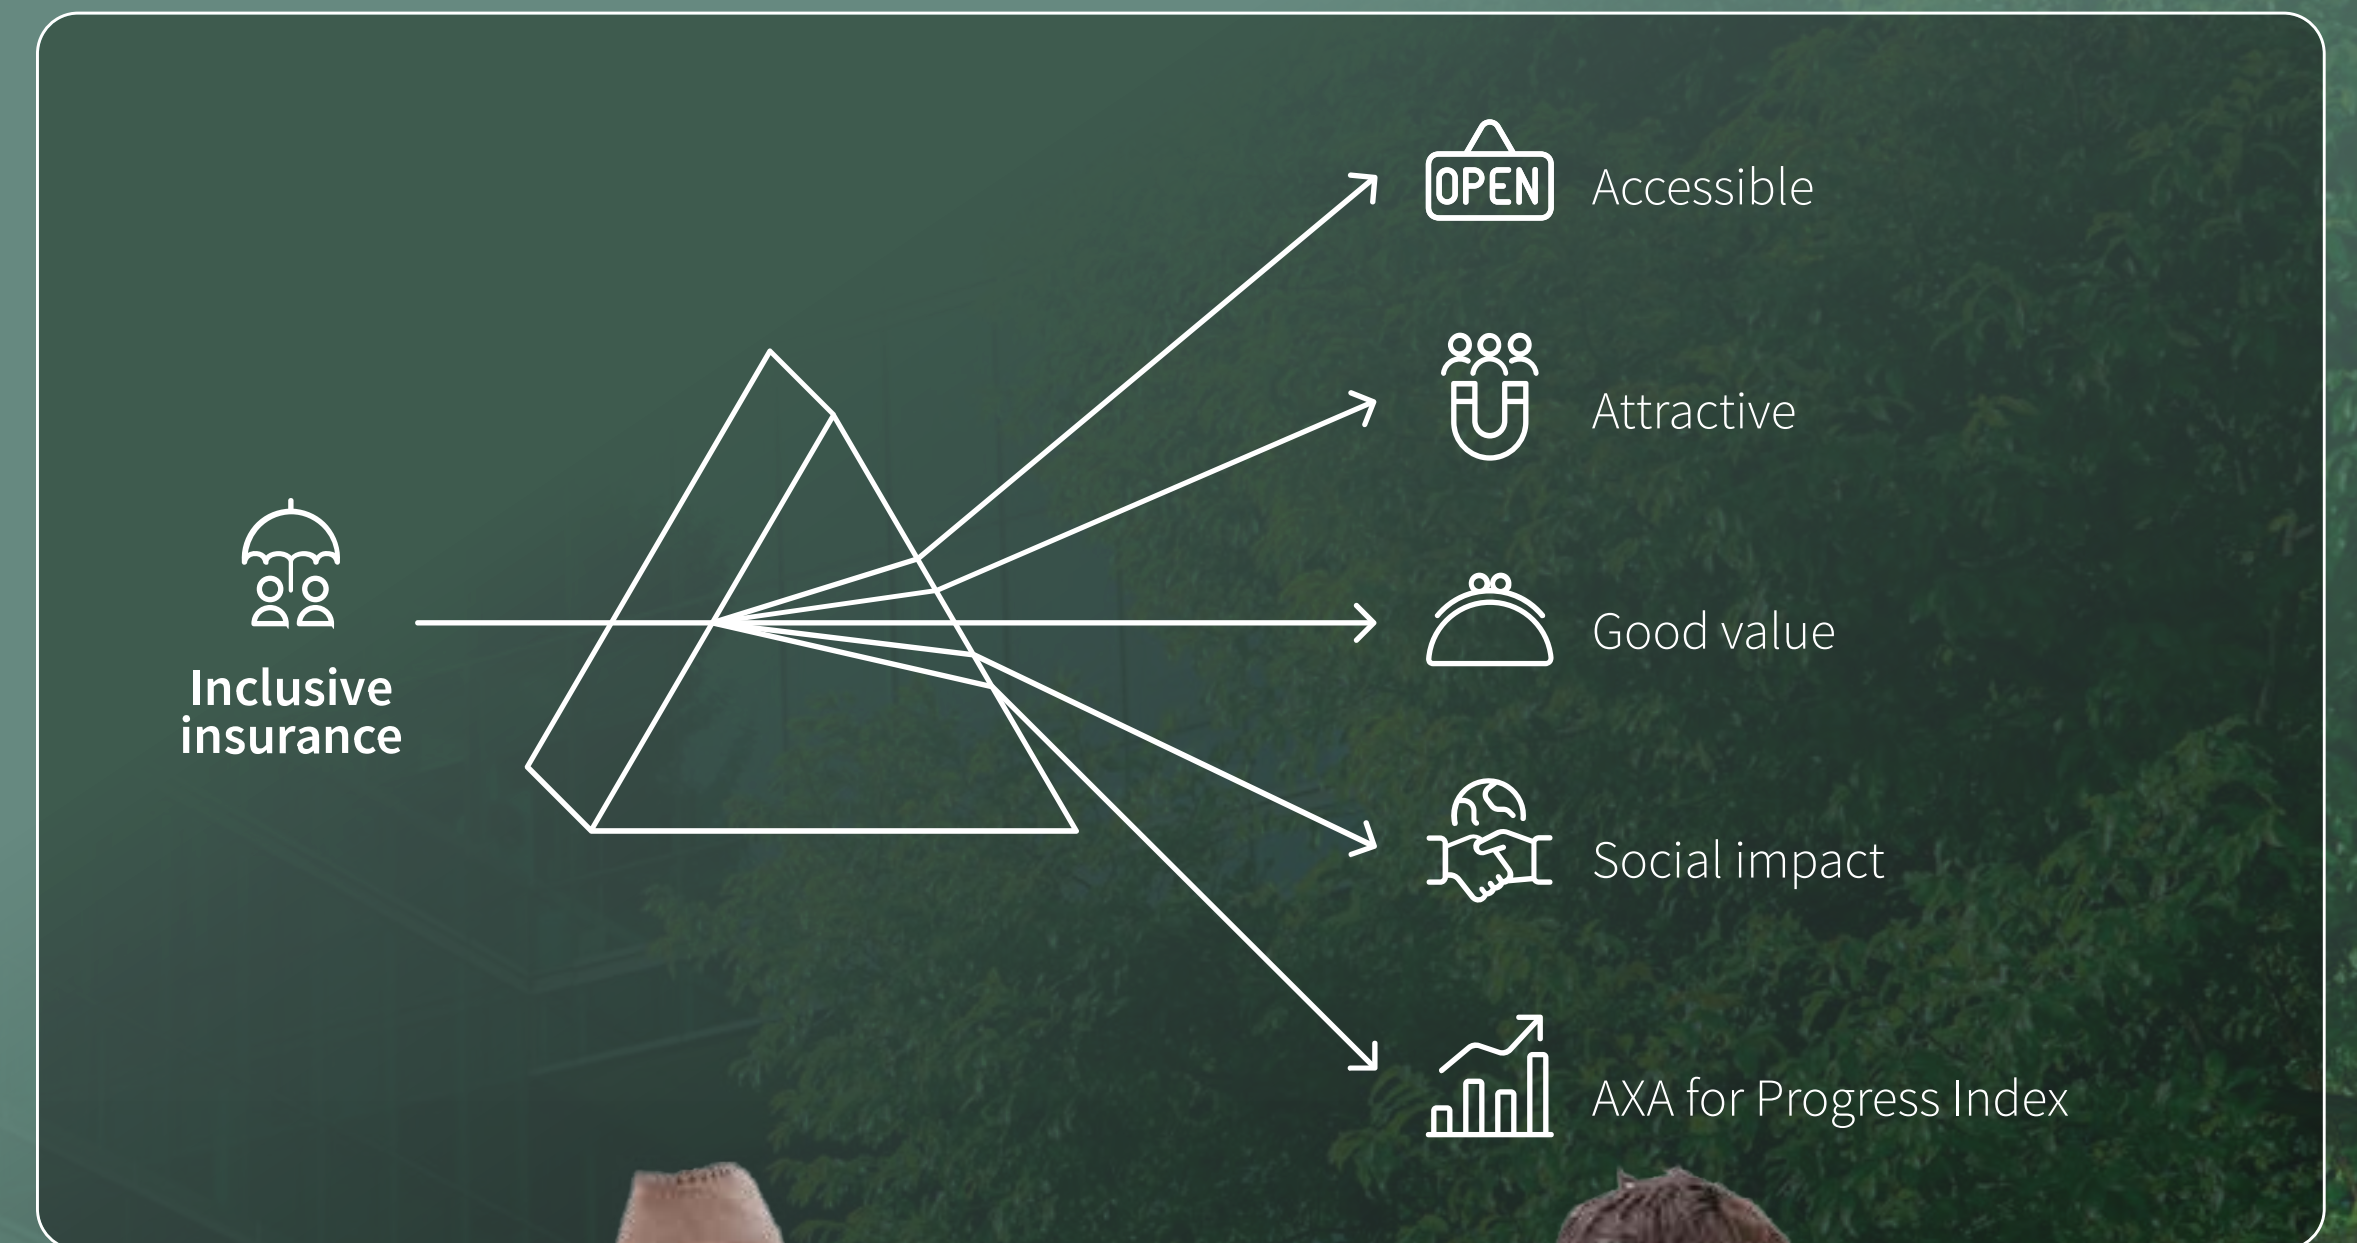 OPEN
Accessible
Attractive
Inclusive
insurance
Good value
Social impact
AXA for Progress Index